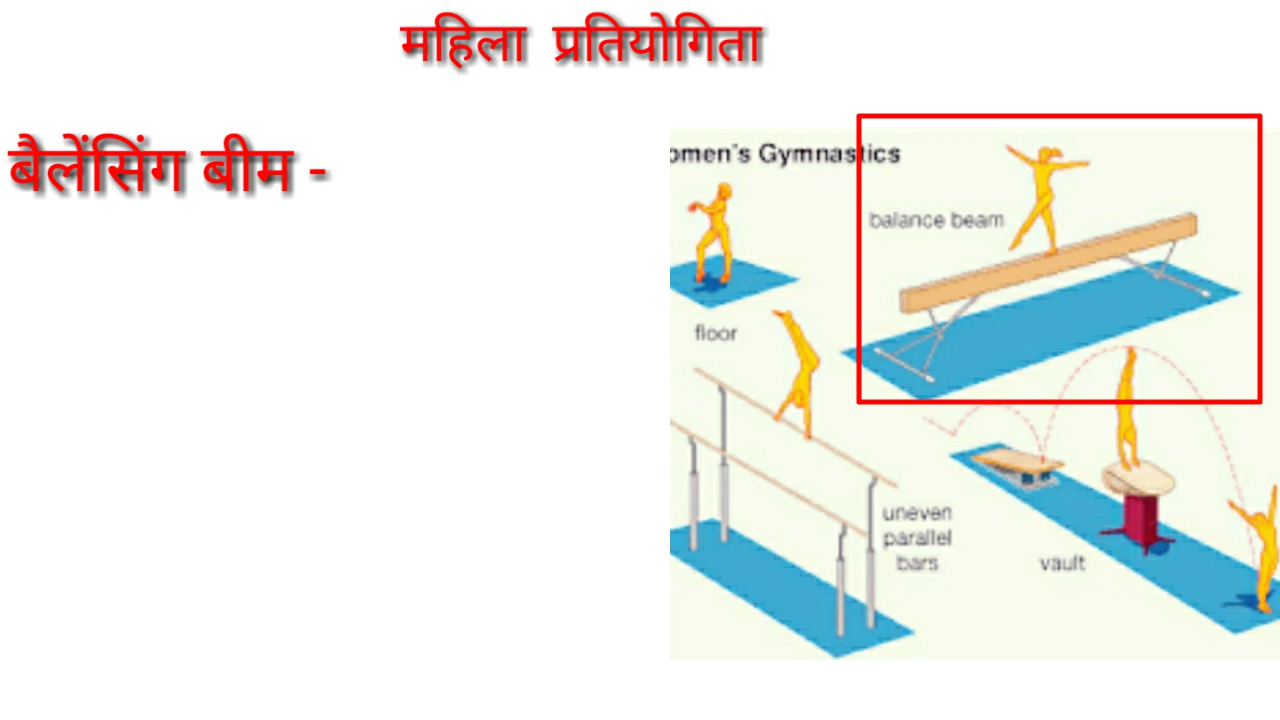 महिला प्रतियोगिता
बैलेंसिंग बीम -
omen's Gymnastics
balance beam
floor
uneven
parallel
bars
vault